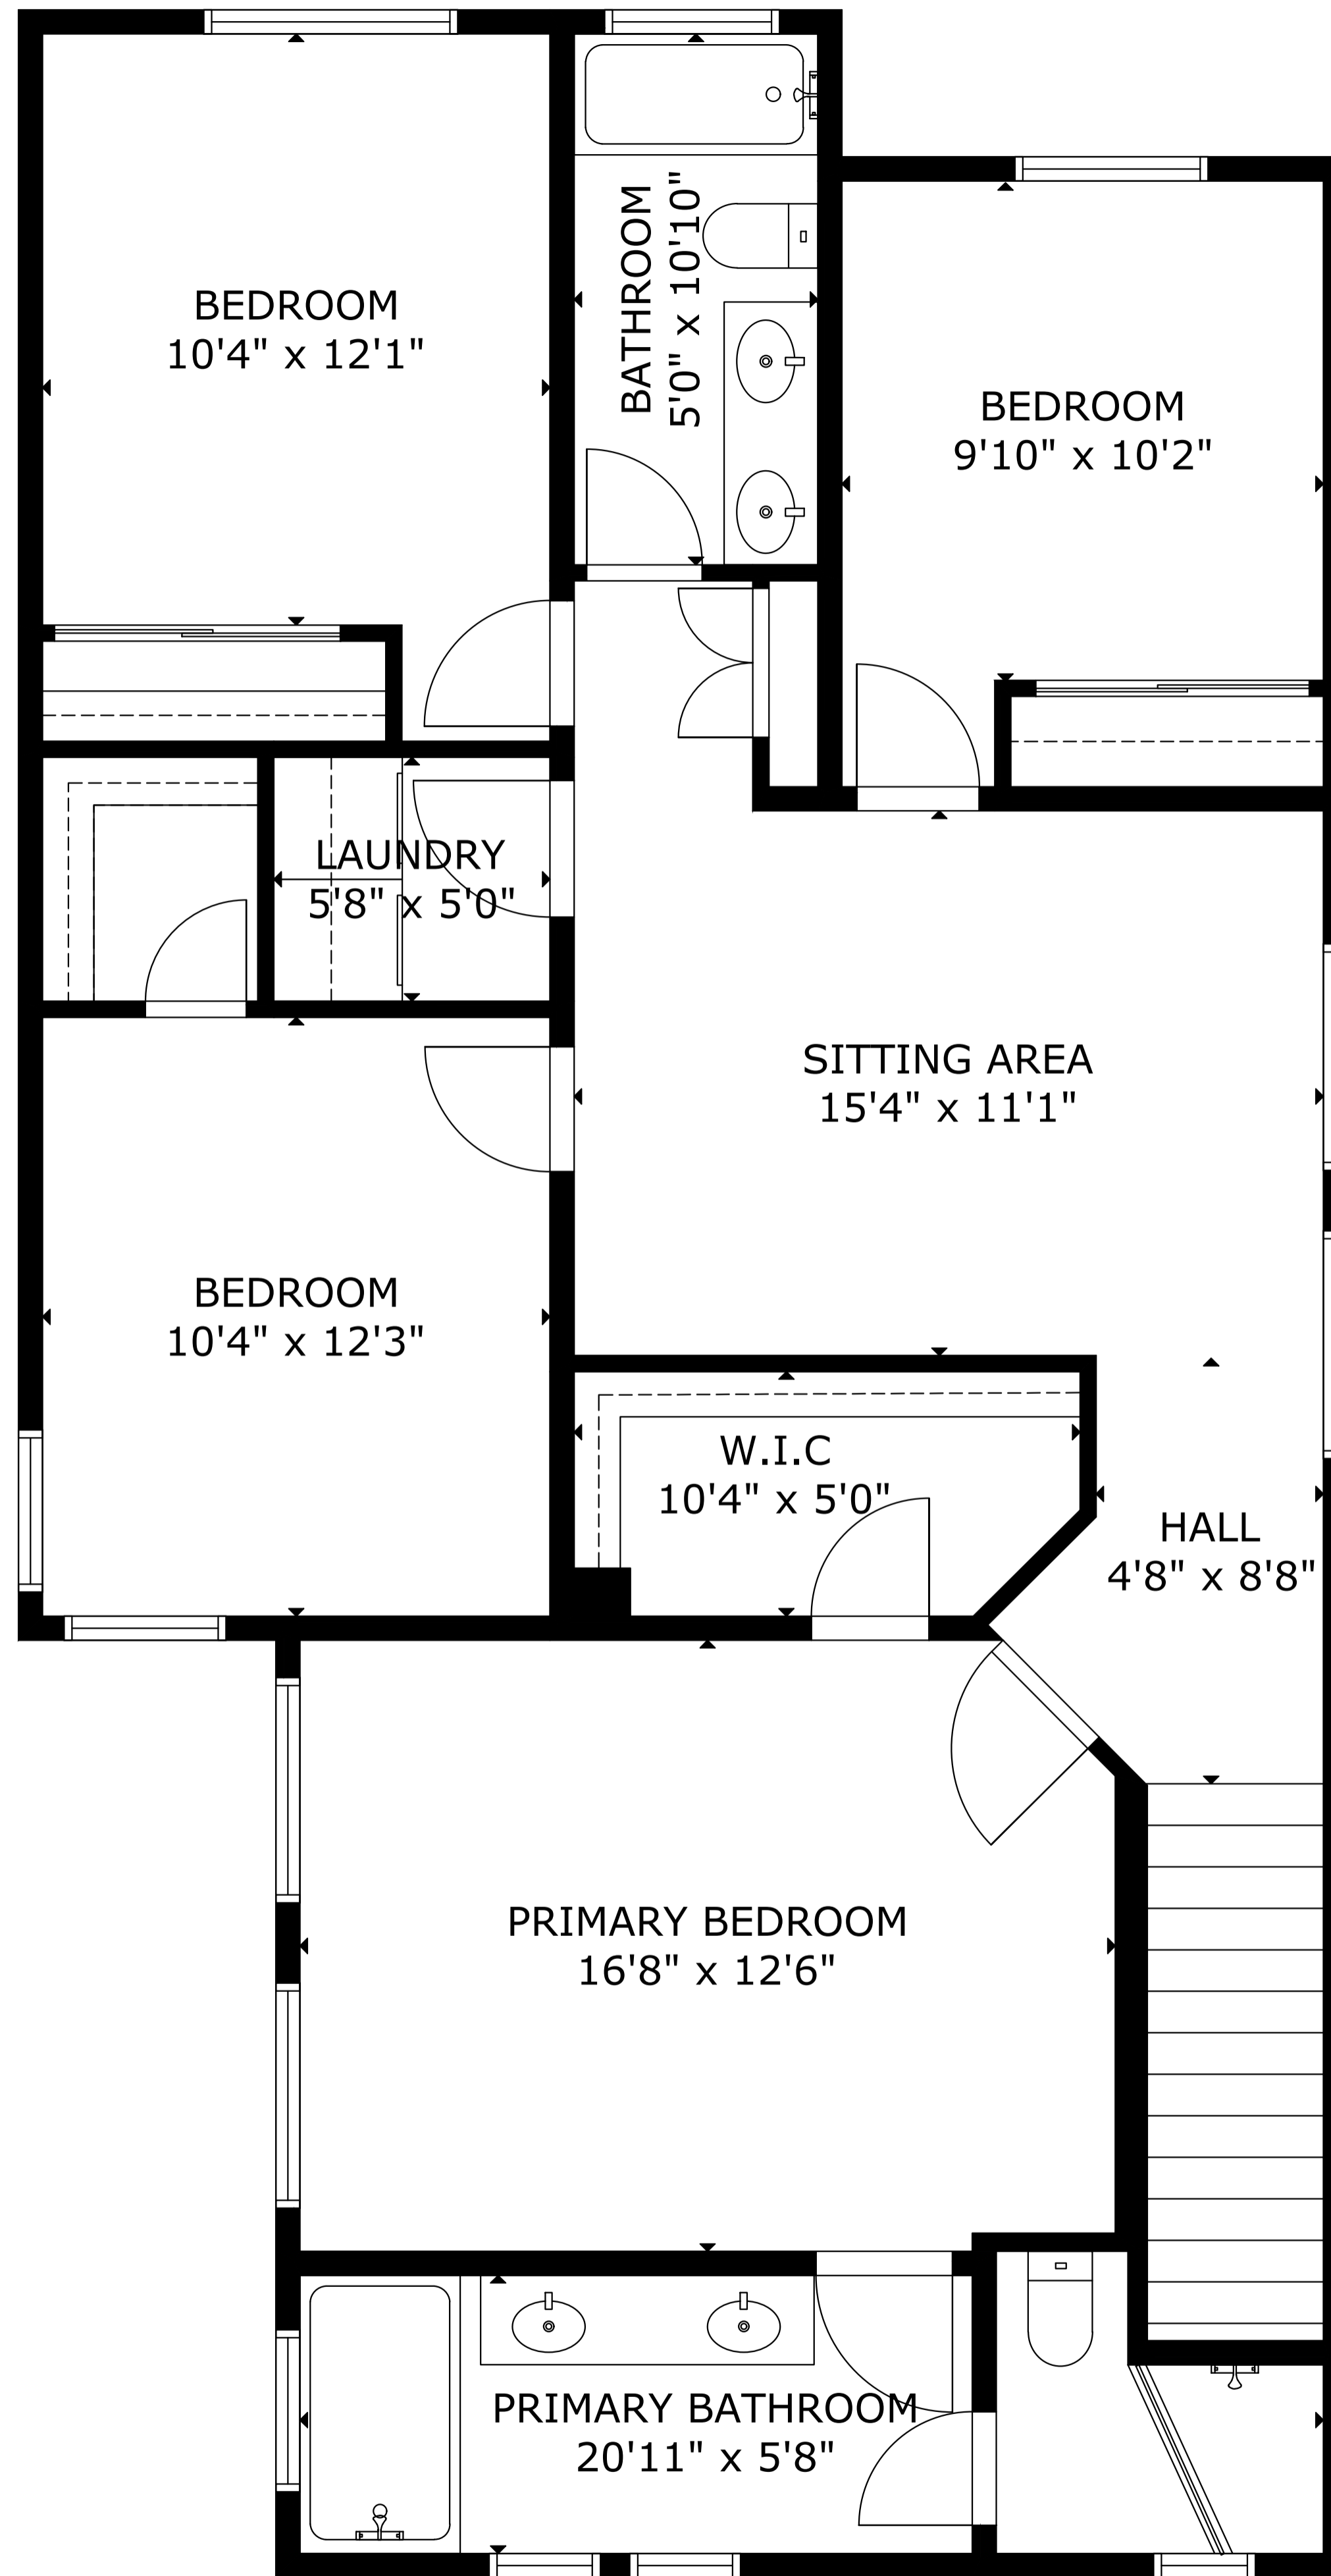 BEDROOM
10'4" x 12'1"
BATHROOM
5'0" x 10'10"
BEDROOM
9'10" x 10'2"
LAUNDRY
5'8" x 5'0"
SITTING AREA
15'4" x 11'1"
BEDROOM
10'4" x 12'3"
W.I.C
10'4" x 5'0"
HALL
4'8" x 8'8"
PRIMARY BEDROOM
16'8" x 12'6"
PRIMARY BATHROOM
20'11" x 5'8"